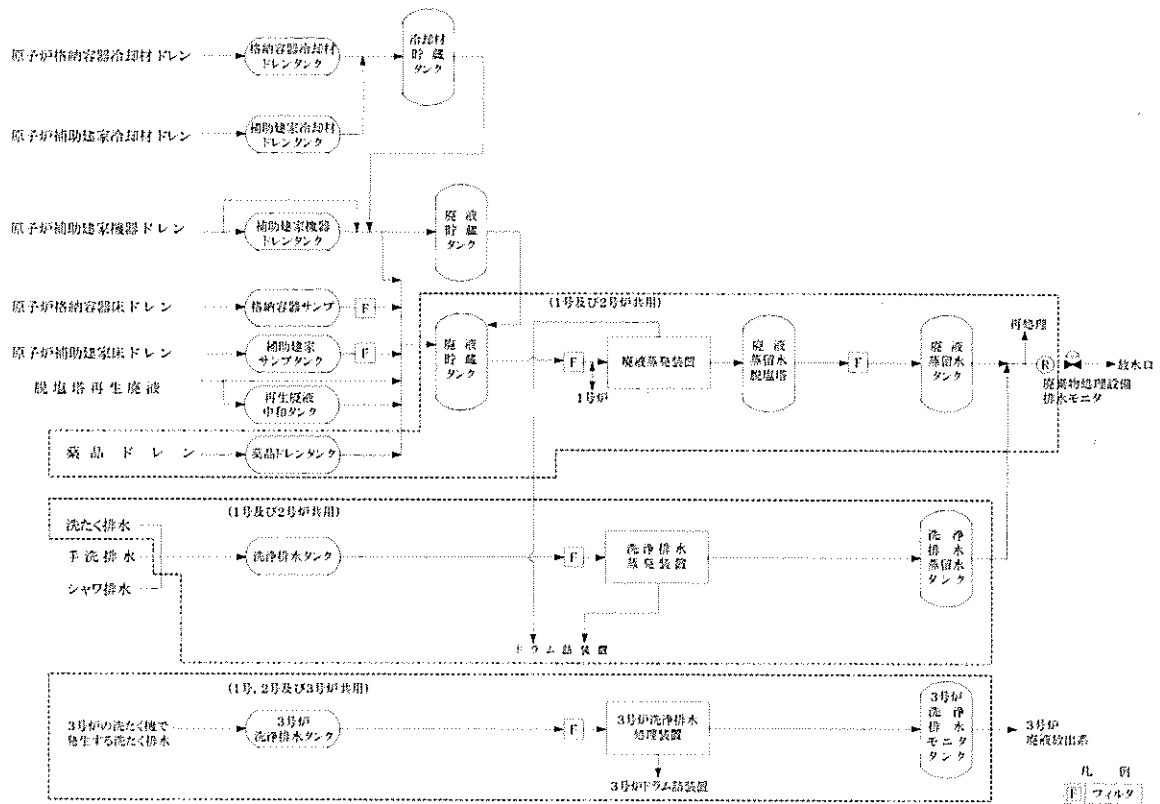 原子炉格納容器冷却材ドレン
格納容器冷却材
ドレンタンク
冷却材
貯蔵
タンク
原子炉補助建家冷却材ドレン
補助建家冷却材
ドレンタンク
原子炉補助建家機器ドレン
補助建家機器
ドレンタンク
廃液
貯蔵
タンク
原子炉格納容器床ドレン
格納容器サンプ
F
(1号及び2号炉共用)
原子炉補助建家床ドレン
補助建家
サンプタンク
F
廃液
貯蔵
タンク
F
1号炉
廃液蒸発装置
廃液
蒸留水
脱塩塔
F
廃液
蒸留水
タンク
再処理
R
放水口
廃棄物処理設備
排水モニタ
脱塩塔再生廃液
再生廃液
中和タンク
薬品ドレン
薬品ドレンタンク
(1号及び2号炉共用)
洗たく排水
手洗排水
シャワ排水
洗浄排水タンク
F
洗浄排水
蒸発装置
洗浄
排水
蒸留水
タンク
ドラム詰装置
(1号,2号及び3号炉共用)
3号炉の洗たく機で
発生する洗たく排水
3号炉
洗浄排水タンク
F
3号炉洗浄排水
処理装置
3号炉
洗浄
排水
モニタ
タンク
3号炉
廃液放出系
3号炉ドラム詰装置
凡例
F フィルタ